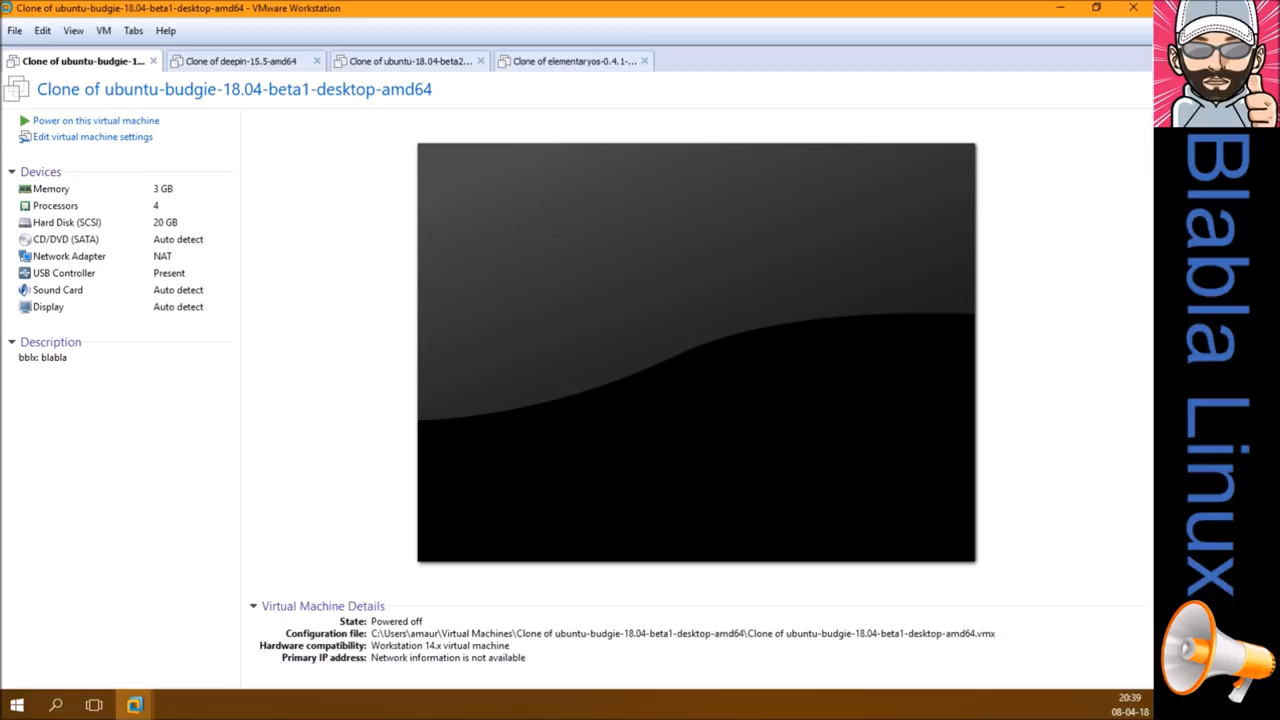 Clone of ubuntu-budgie-18.04-beta1-desktop-amd64 - VMware Workstation
File Edit View VM Tabs Help
Clone of ubuntu-budgie-1... Clone of deepin-15.5-amd64 Clone of ubuntu-18.04-beta2... Clone of elementaryos-0.4.1-...
Clone of ubuntu-budgie-18.04-beta1-desktop-amd64
Power on this virtual machine
Edit virtual machine settings
Devices
Memory 3 GB
Processors 4
Hard Disk (SCSI) 20 GB
CD/DVD (SATA) Auto detect
Network Adapter NAT
USB Controller Present
Sound Card Auto detect
Display Auto detect
Description
bblx: blabla
Virtual Machine Details
State: Powered off
Configuration file: C:\Users\amaur\Virtual Machines\Clone of ubuntu-budgie-18.04-beta1-desktop-amd64\Clone of ubuntu-budgie-18.04-beta1-desktop-amd64.vmx
Hardware compatibility: Workstation 14.x virtual machine
Primary IP address: Network information is not available
20:39
08-04-18
Blabla Linux